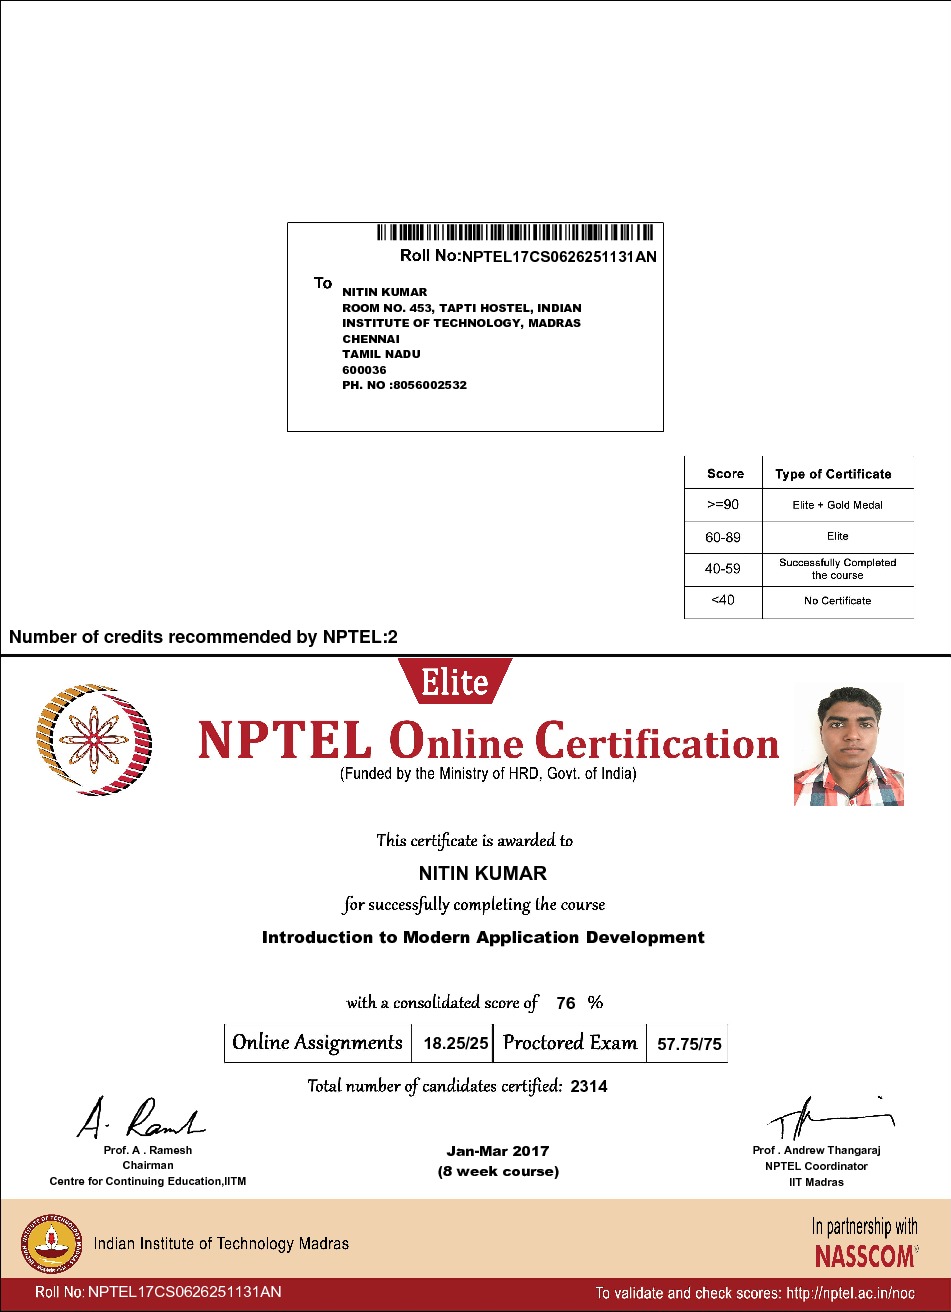 Roll No:NPTEL17CS0626251131AN
To
NITIN KUMAR
ROOM NO. 453, TAPTI HOSTEL, INDIAN
INSTITUTE OF TECHNOLOGY, MADRAS
CHENNAI
TAMIL NADU
600036
PH. NO :8056002532
Score Type of Certificate
>=90 Elite + Gold Medal
60-89 Elite
40-59 Successfully Completed
the course
<40 No Certificate
Number of credits recommended by NPTEL:2
Elite
NPTEL Online Certification
(Funded by the Ministry of HRD, Govt. of India)
This certificate is awarded to
NITIN KUMAR
for successfully completing the course
Introduction to Modern Application Development
with a consolidated score of 76 %
Online Assignments 18.25/25 Proctored Exam 57.75/75
Total number of candidates certified: 2314
A. Ramesh
Prof. A . Ramesh
Chairman
Centre for Continuing Education,IITM
Jan-Mar 2017
(8 week course)
Prof . Andrew Thangaraj
NPTEL Coordinator
IIT Madras
Indian Institute of Technology Madras
In partnership with
NASSCOM®
Roll No: NPTEL17CS0626251131AN
To validate and check scores: http://nptel.ac.in/noc